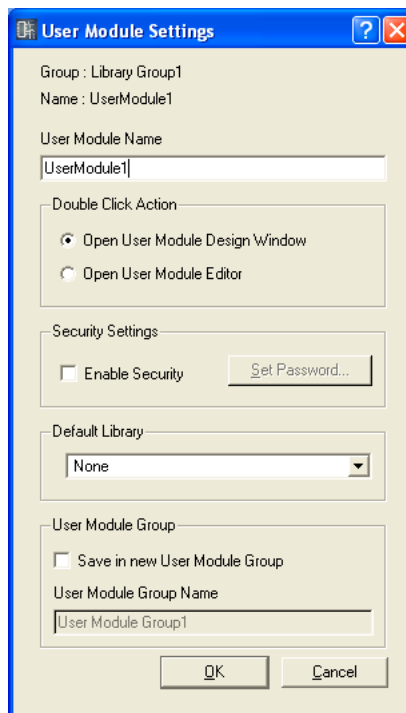 User Module Settings
Group : Library Group1
Name : UserModule1
User Module Name
UserModule1
Double Click Action
Open User Module Design Window
Open User Module Editor
Security Settings
Enable Security
Set Password...
Default Library
None
User Module Group
Save in new User Module Group
User Module Group Name
User Module Group1
OK
Cancel